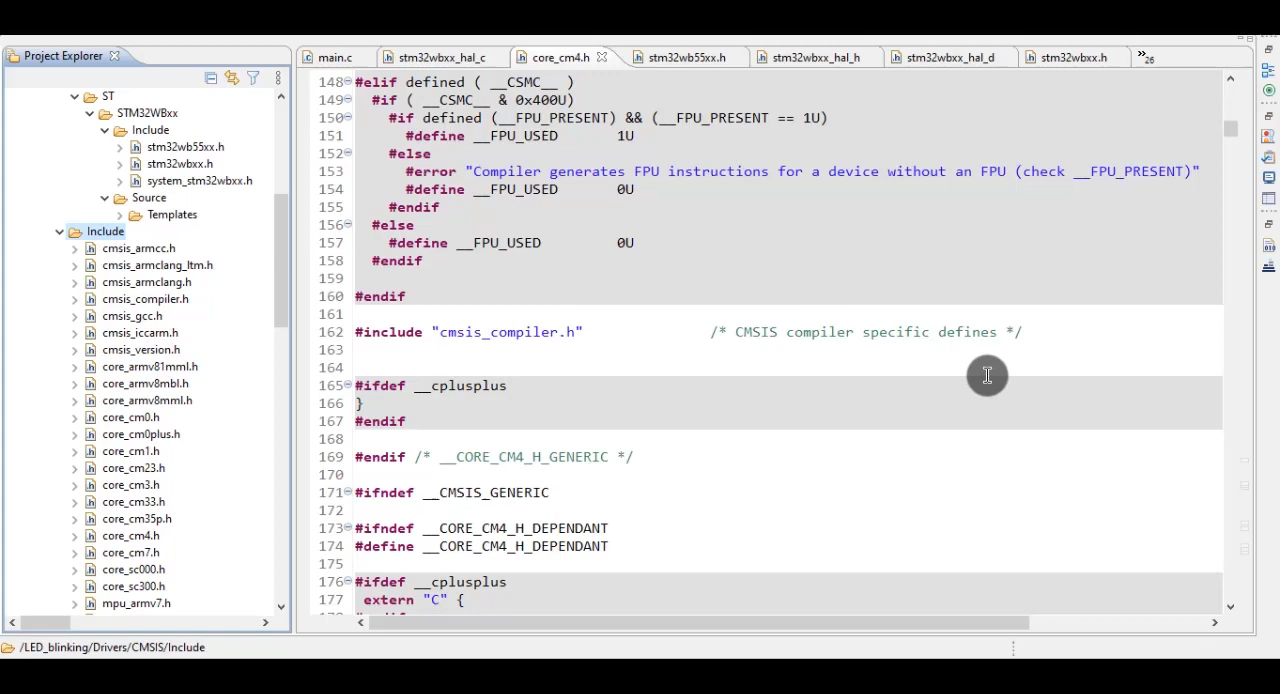 Project Explorer
ST
STM32WBxx
Include
stm32wb55xx.h
stm32wbxx.h
system_stm32wbxx.h
Source
Templates
Include
cmsis_armcc.h
cmsis_armclang_ltm.h
cmsis_armclang.h
cmsis_compiler.h
cmsis_gcc.h
cmsis_iccarm.h
cmsis_version.h
core_armv81mml.h
core_armv8mbl.h
core_armv8mml.h
core_cm0.h
core_cm0plus.h
core_cm1.h
core_cm23.h
core_cm3.h
core_cm33.h
core_cm35p.h
core_cm4.h
core_cm7.h
core_sc000.h
core_sc300.h
mpu_armv7.h
main.c stm32wbxx_hal_c core_cm4.h stm32wb55xx.h stm32wbxx_hal_h stm32wbxx_hal_d stm32wbxx.h »26
148 #elif defined ( __CSMC__ )
149 #if ( __CSMC__ & 0x400U)
150 #if defined (__FPU_PRESENT) && (__FPU_PRESENT == 1U)
151 #define __FPU_USED 1U
152 #else
153 #error "Compiler generates FPU instructions for a device without an FPU (check __FPU_PRESENT)"
154 #define __FPU_USED 0U
155 #endif
156 #else
157 #define __FPU_USED 0U
158 #endif
159
160 #endif
161
162 #include "cmsis_compiler.h" /* CMSIS compiler specific defines */
163
164
165 #ifdef __cplusplus
166 }
167 #endif
168
169 #endif /* __CORE_CM4_H_GENERIC */
170
171 #ifndef __CMSIS_GENERIC
172
173 #ifndef __CORE_CM4_H_DEPENDANT
174 #define __CORE_CM4_H_DEPENDANT
175
176 #ifdef __cplusplus
177 extern "C" {
/LED_blinking/Drivers/CMSIS/Include